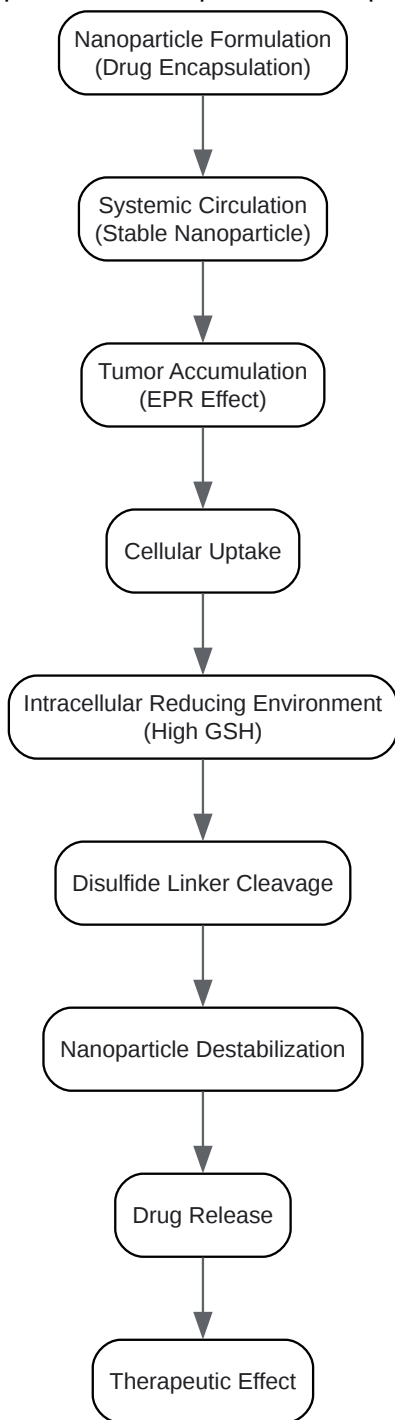 Nanoparticle Formulation
(Drug Encapsulation)
Systemic Circulation
(Stable Nanoparticle)
Tumor Accumulation
(EPR Effect)
Cellular Uptake
Intracellular Reducing Environment
(High GSH)
Disulfide Linker Cleavage
Nanoparticle Destabilization
Drug Release
Therapeutic Effect